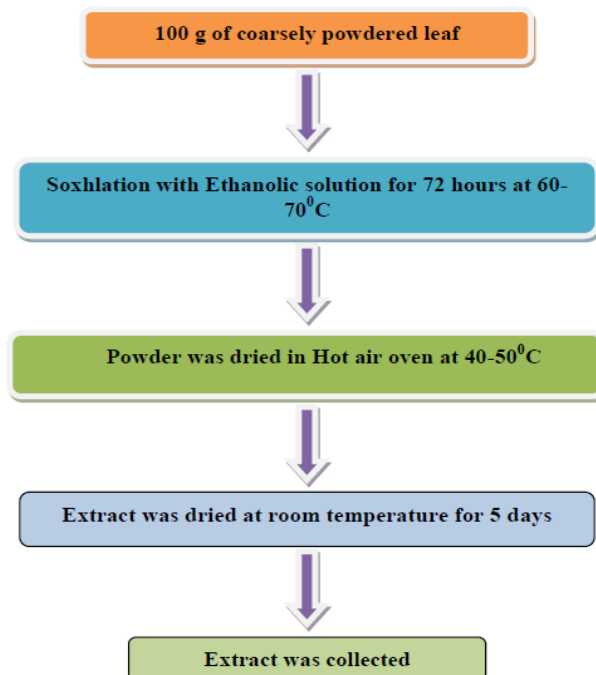 100 g of coarsely powdered leaf
Soxhlation with Ethanolic solution for 72 hours at 60-
70⁰C
Powder was dried in Hot air oven at 40-50⁰C
Extract was dried at room temperature for 5 days
Extract was collected